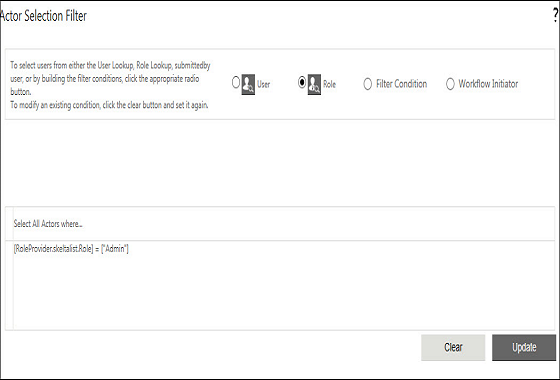 Actor Selection Filter ?
To select users from either the User Lookup, Role Lookup, submittedby
user, or by building the filter conditions, click the appropriate radio
button.
To modify an existing condition, click the clear button and set it again.
User Role Filter Condition Workflow Initiator
Select All Actors where...
[RoleProvider.skeltalist.Role] = ["Admin"]
Clear Update